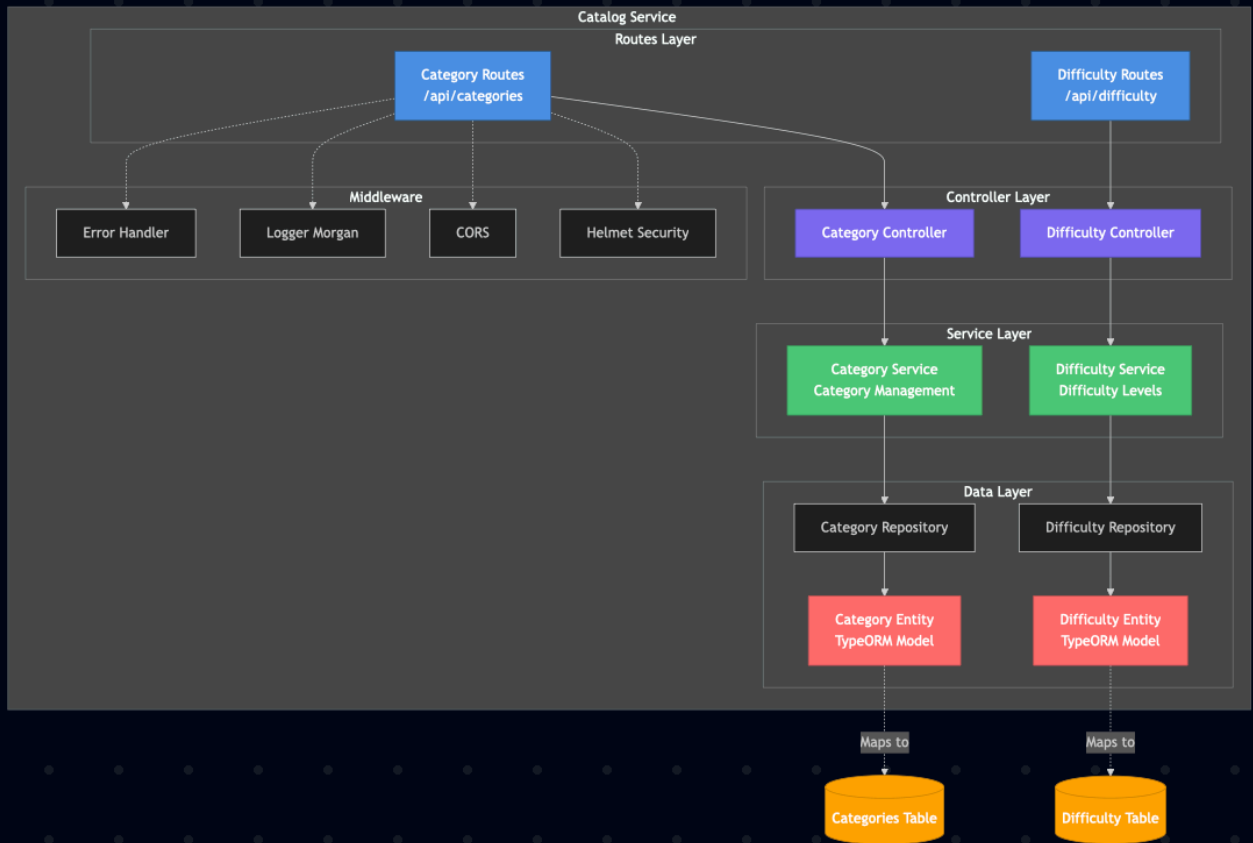 Catalog Service
Routes Layer
Category Routes
/api/categories
Difficulty Routes
/api/difficulty
Middleware
Error Handler
Logger Morgan
CORS
Helmet Security
Controller Layer
Category Controller
Difficulty Controller
Service Layer
Category Service
Category Management
Difficulty Service
Difficulty Levels
Data Layer
Category Repository
Difficulty Repository
Category Entity
TypeORM Model
Difficulty Entity
TypeORM Model
Maps to
Maps to
Categories Table
Difficulty Table